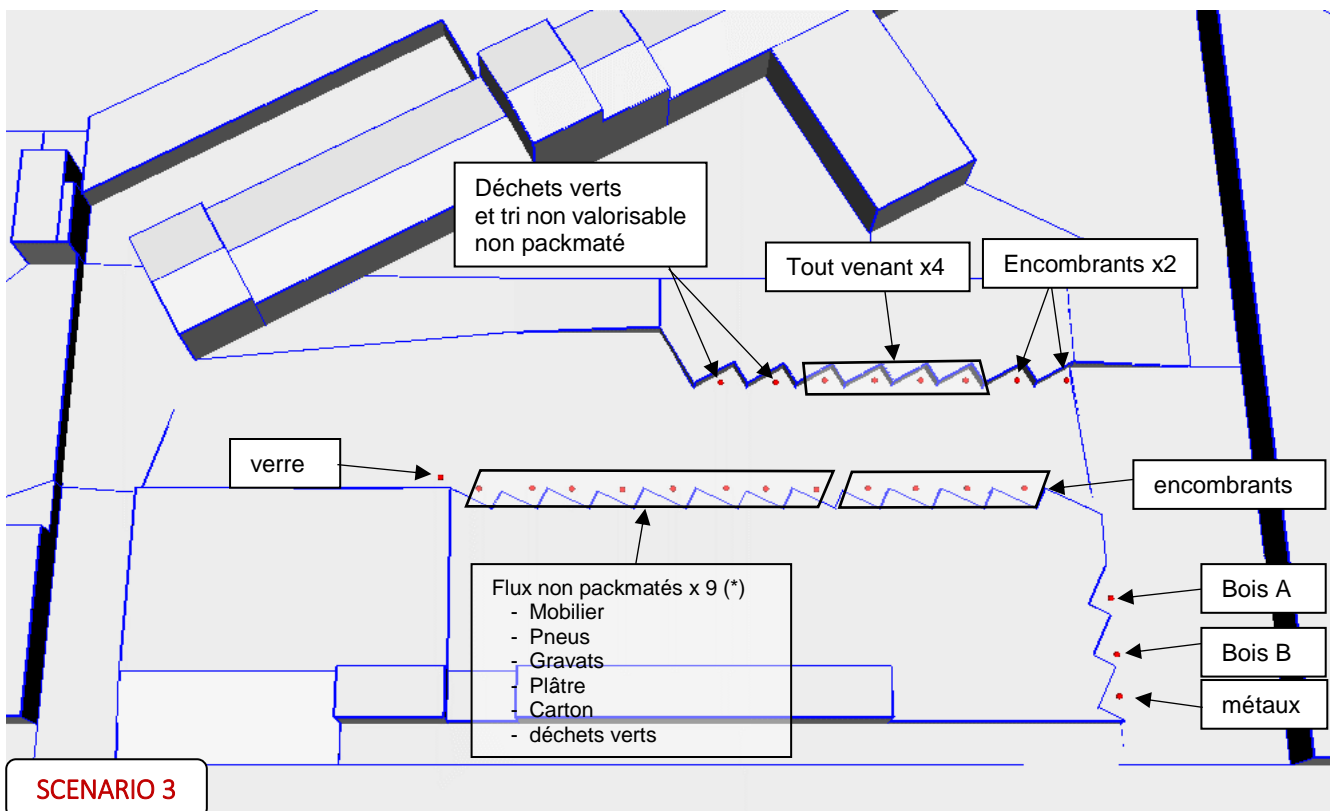 Déchets verts
et tri non valorisable
non packmaté
Tout venant x4
Encombrants x2
verre
encombrants
Flux non packmatés x 9 (*)
- Mobilier
- Pneus
- Gravats
- Plâtre
- Carton
- déchets verts
Bois A
Bois B
métaux
SCENARIO 3